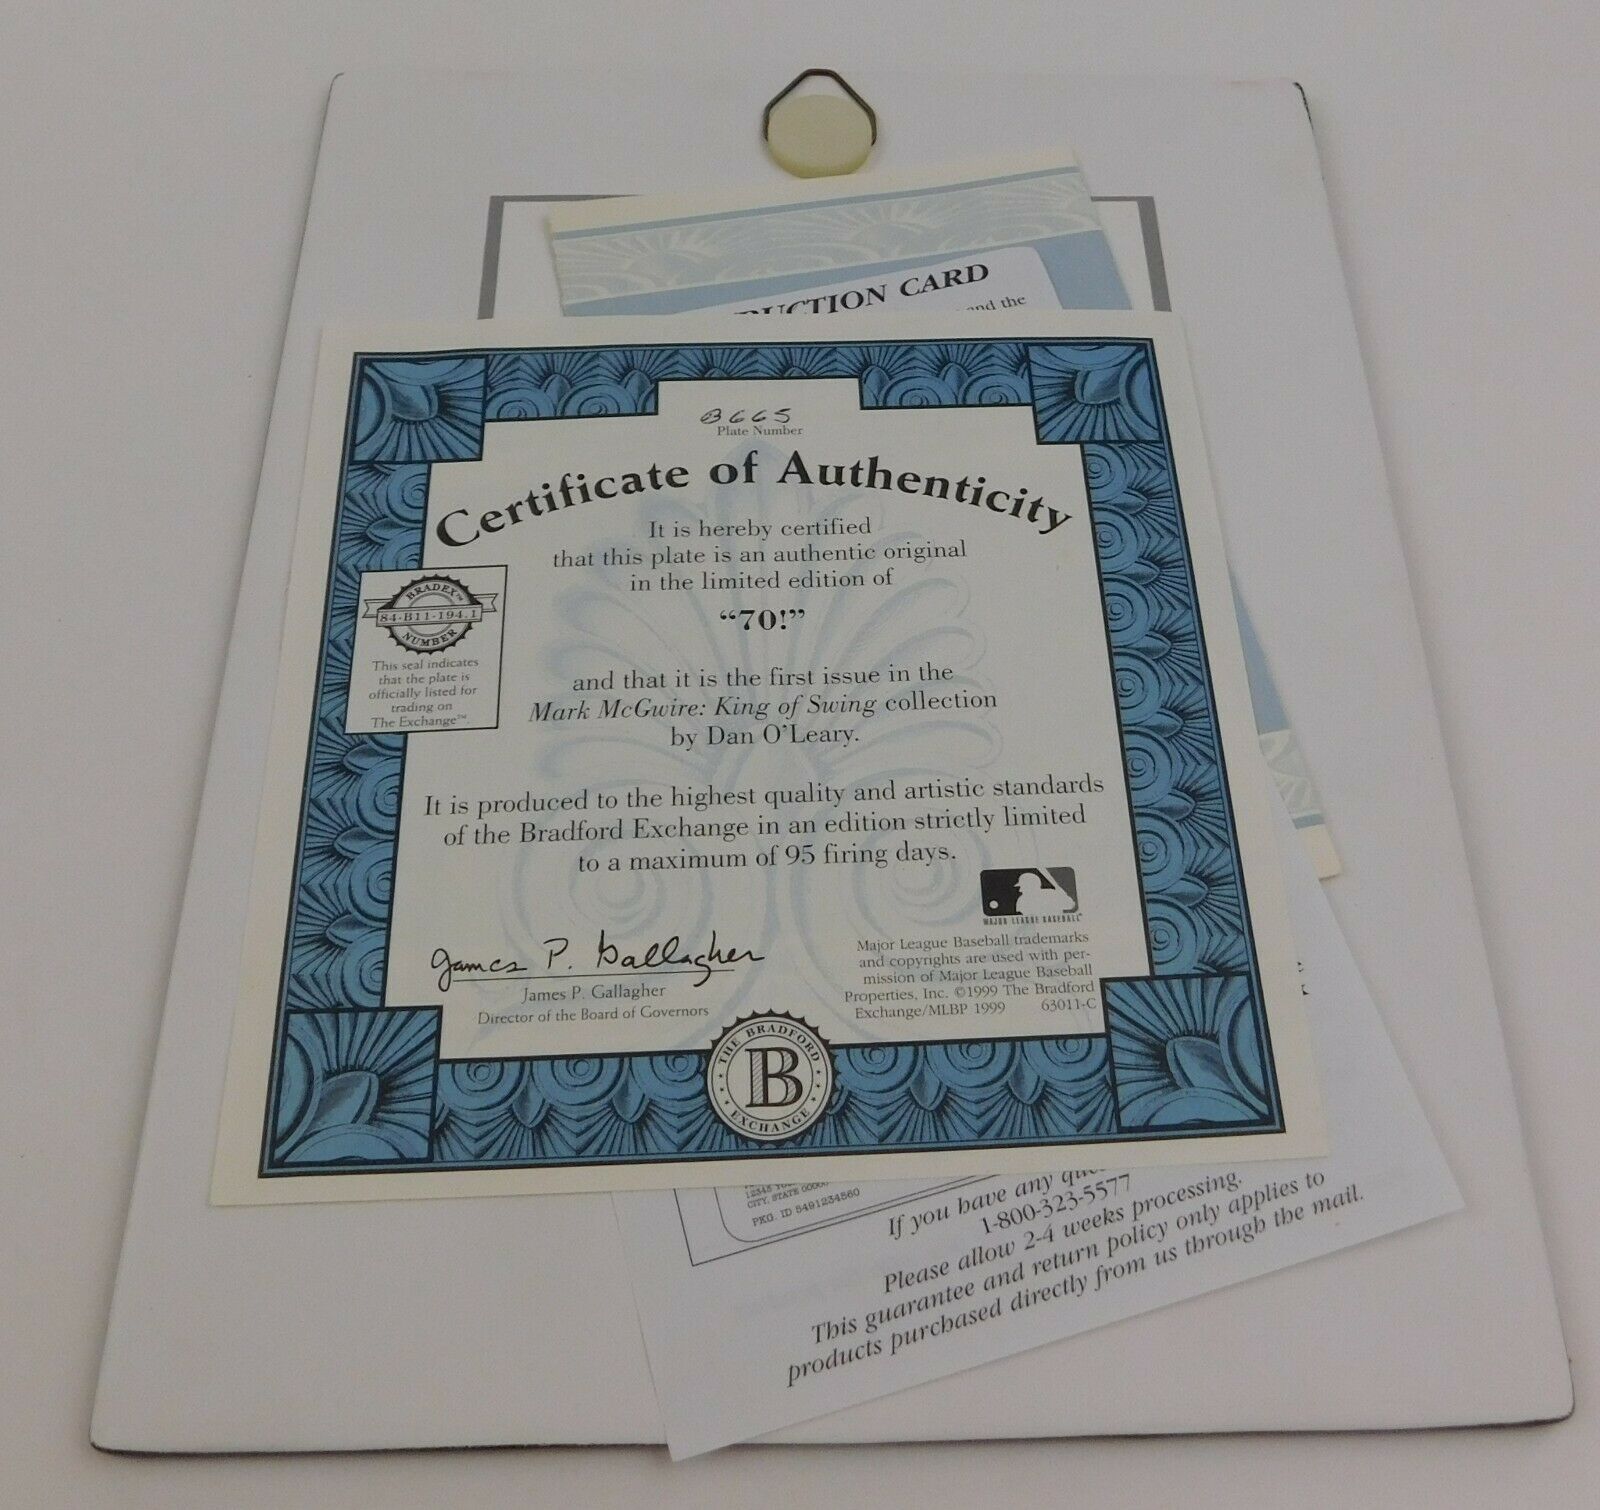 UCTION CARD
and the
B665
Plate Number
Certificate of Authenticity
It is hereby certified
that this plate is an authentic original
in the limited edition of
“70!”
and that it is the first issue in the
Mark McGwire: King of Swing collection
by Dan O’Leary.
BRADEX™
84-B11-194.1
NUMBER
This seal indicates
that the plate is
officially listed for
trading on
The Exchange™.
It is produced to the highest quality and artistic standards
of the Bradford Exchange in an edition strictly limited
to a maximum of 95 firing days.
MAJOR LEAGUE BASEBALL®
James P. Gallagher
James P. Gallagher
Director of the Board of Governors
Major League Baseball trademarks
and copyrights are used with per-
mission of Major League Baseball
Properties, Inc. ©1999 The Bradford
Exchange/MLBP 1999 63011-C
THE BRADFORD
B
EXCHANGE
CITY, STATE
PKG. ID 5491234560
If you have any
1-800-323-5577
Please allow 2-4 weeks processing.
This guarantee and return policy only applies to
products purchased directly from us through the mail.